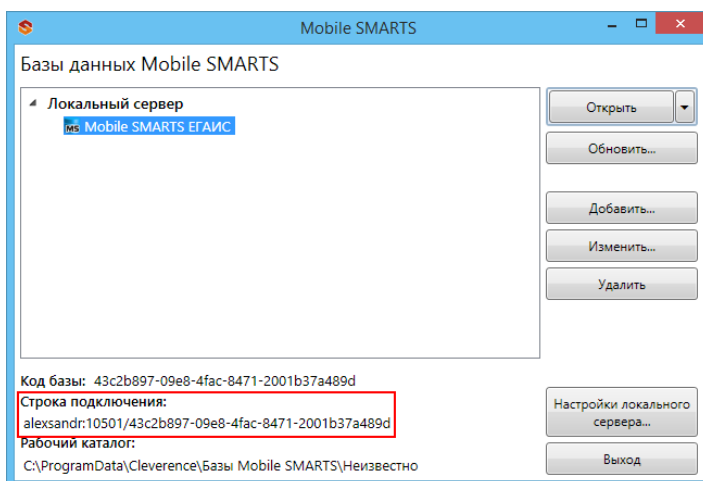 Mobile SMARTS
Базы данных Mobile SMARTS
Локальный сервер
MS Mobile SMARTS ЕГАИС
Открыть
Обновить...
Добавить...
Изменить...
Удалить
Код базы: 43c2b897-09e8-4fac-8471-2001b37a489d
Строка подключения:
alexsandr:10501/43c2b897-09e8-4fac-8471-2001b37a489d
Рабочий каталог:
C:\ProgramData\Cleverence\Базы Mobile SMARTS\Неизвестно
Настройки локального
сервера...
Выход